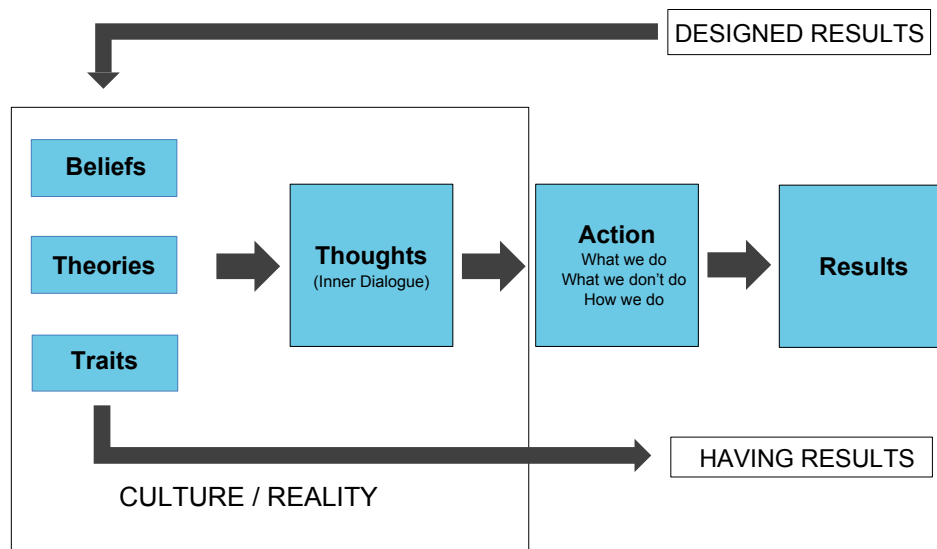 DESIGNED RESULTS
Beliefs
Theories
Traits
Thoughts
(Inner Dialogue)
Action
What we do
What we don’t do
How we do
Results
HAVING RESULTS
CULTURE / REALITY